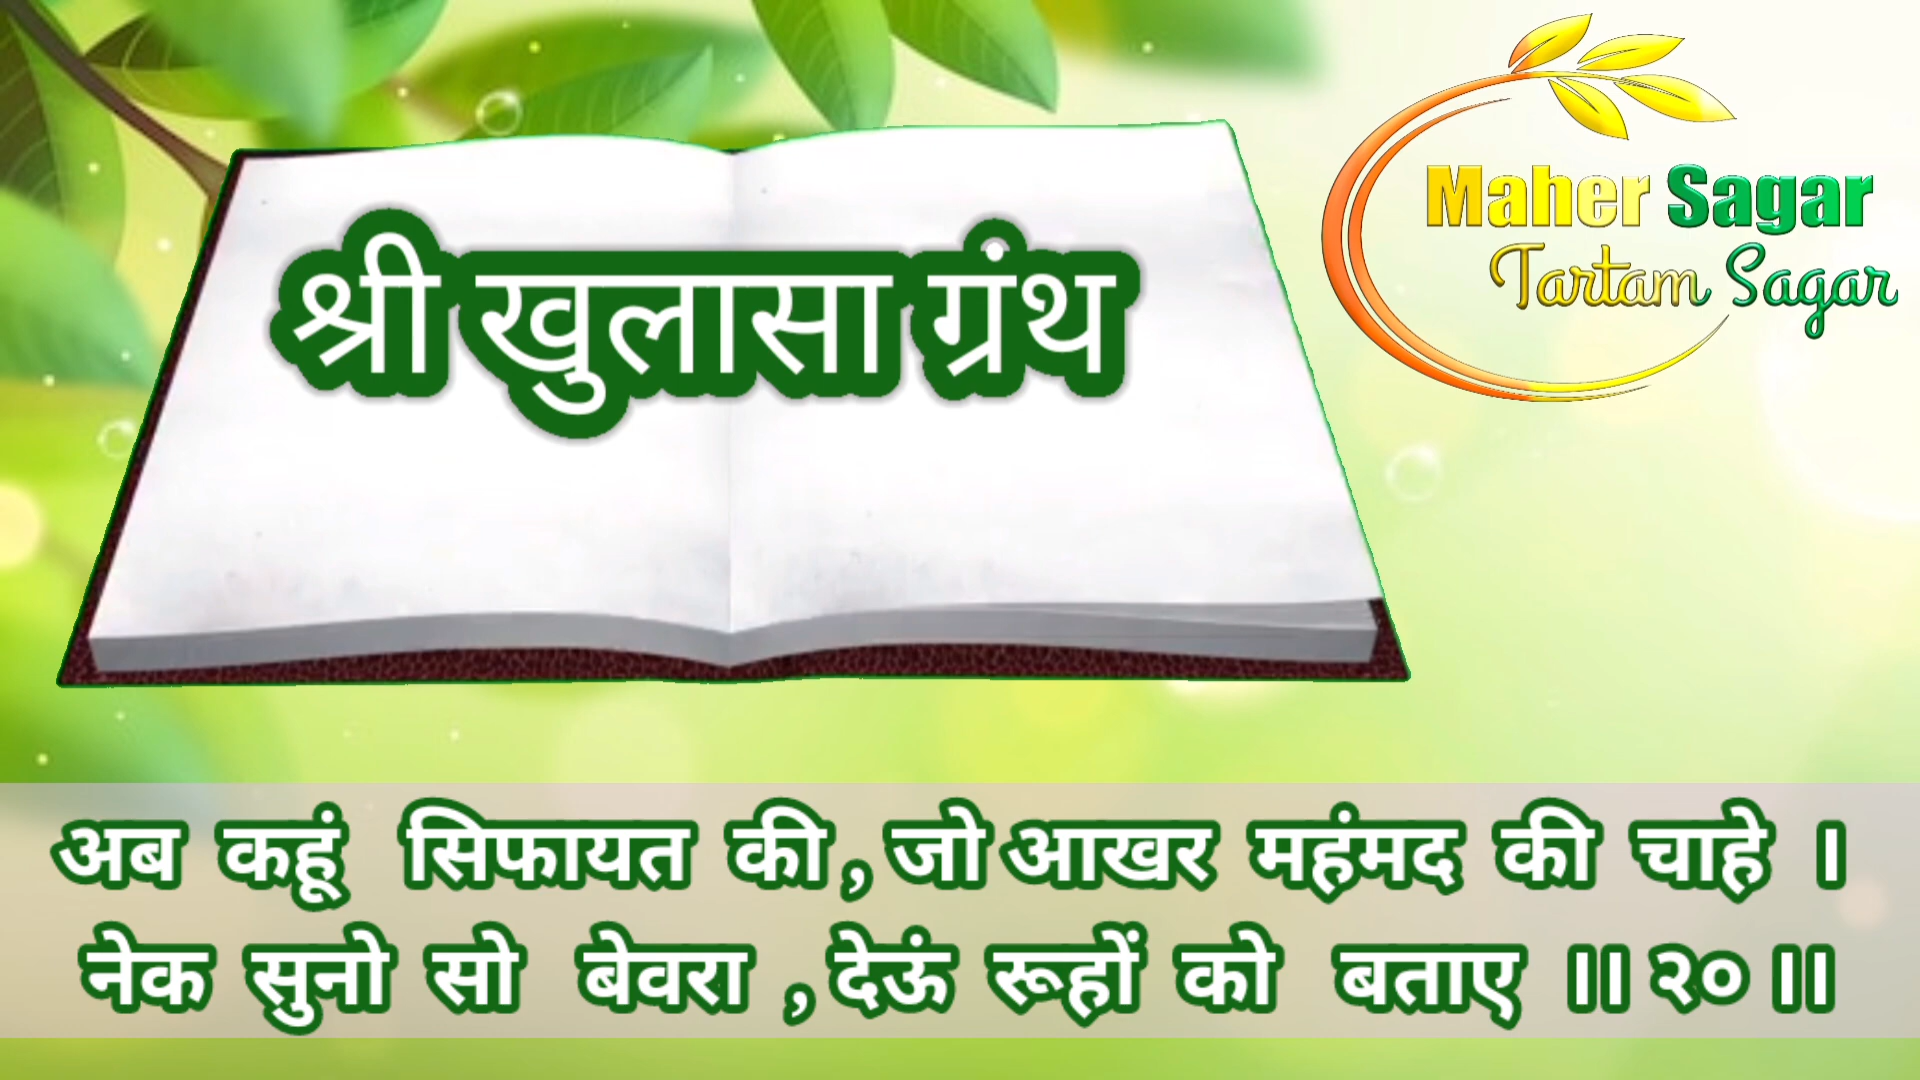 श्री खुलासा ग्रंथ
Maher Sagar
Tartam Sagar
अब कहूं सिफायत की , जो आखर महंमद की चाहे ।
नेक सुनो सो बेवरा , देऊं रूहों को बताए ।। २० ।।